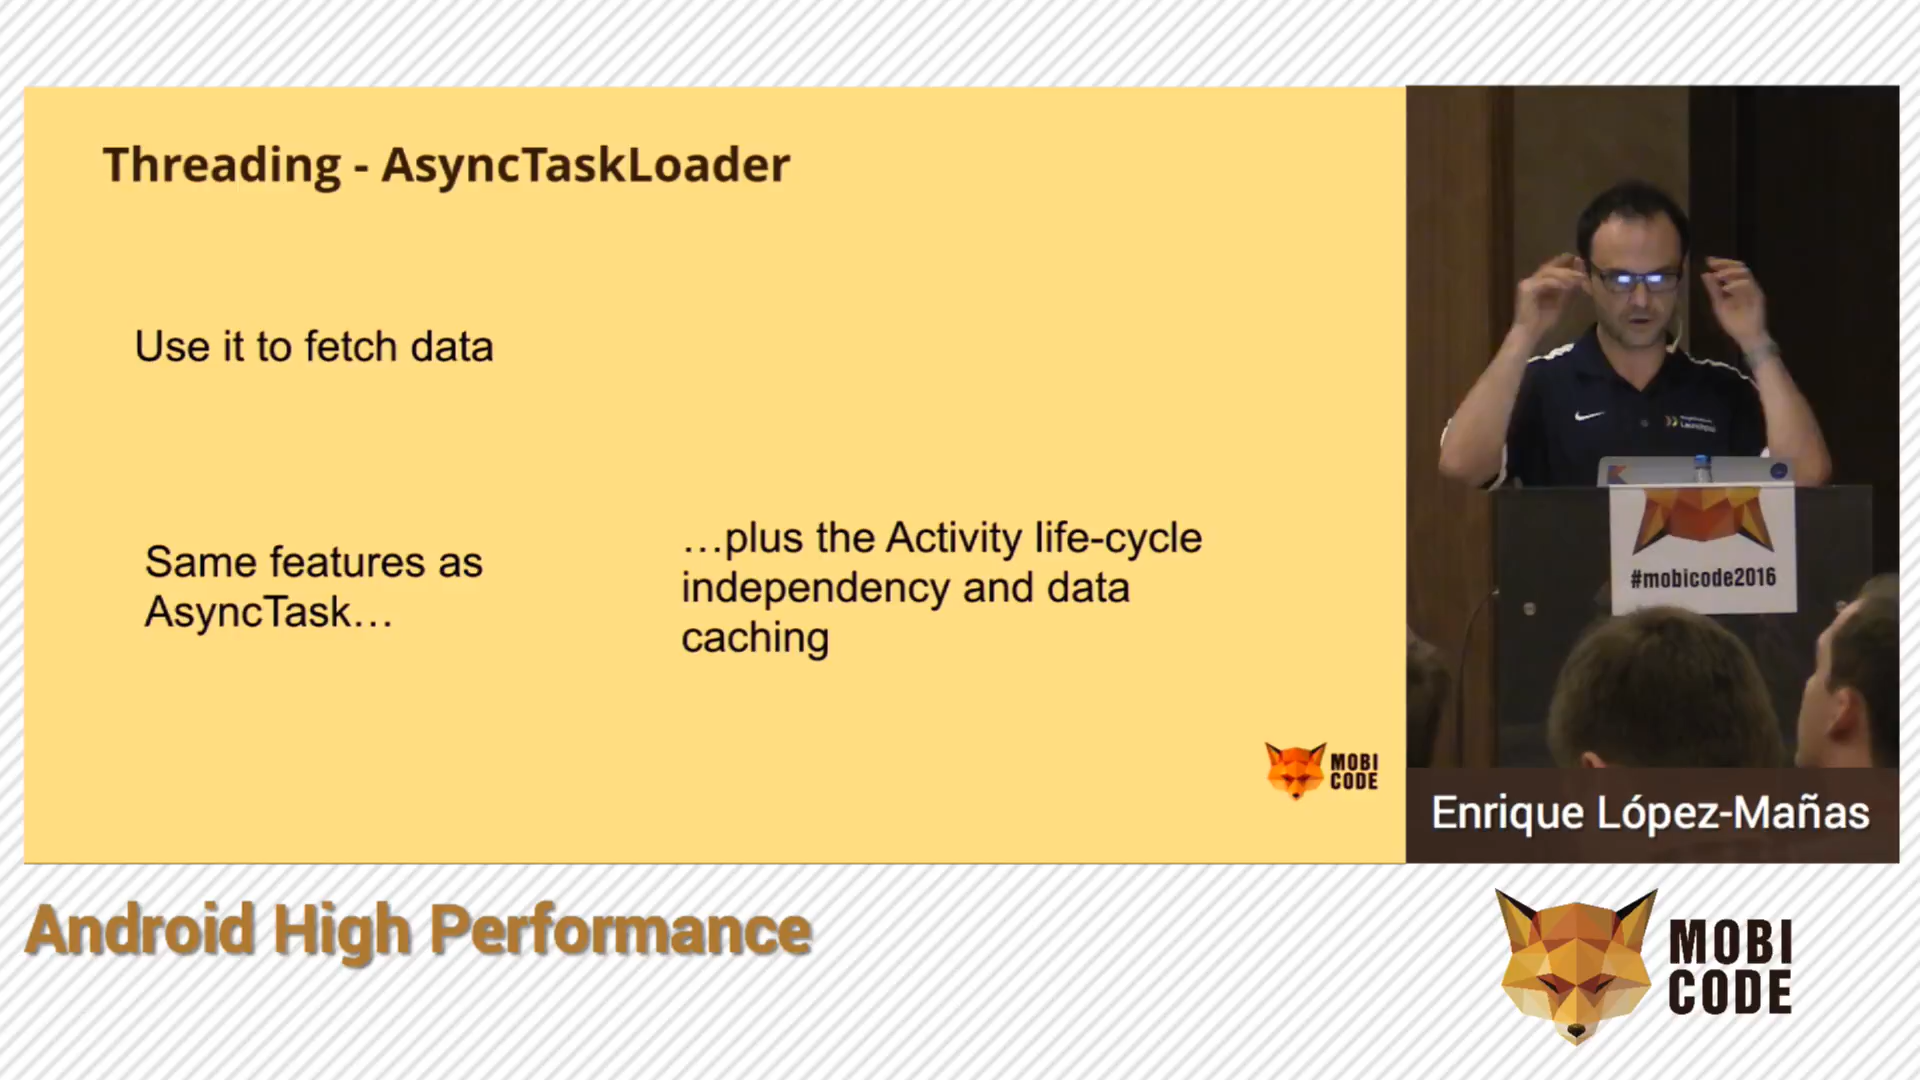 Threading - AsyncTaskLoader
Use it to fetch data
Same features as
AsyncTask…
…plus the Activity life-cycle
independency and data
caching
MOBI
CODE
#mobicode2016
Enrique López-Mañas
Android High Performance
MOBI
CODE